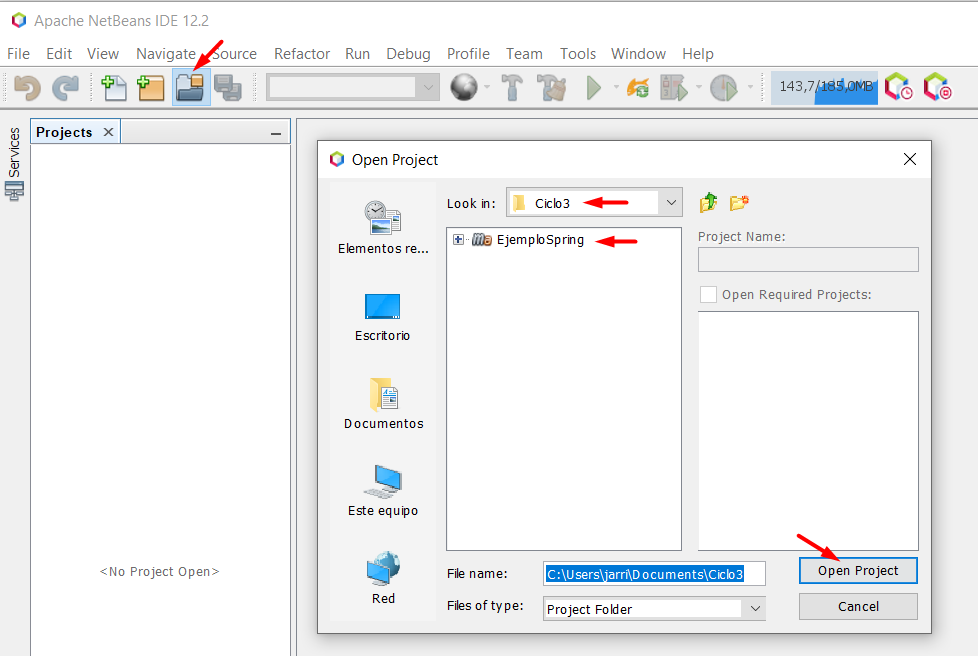 Apache NetBeans IDE 12.2
File Edit View Navigate Source Refactor Run Debug Profile Team Tools Window Help
143,7/185,0MB
Services
Projects
<No Project Open>
Open Project
Look in: Ciclo3
EjemploSpring
Elementos re...
Escritorio
Documentos
Este equipo
Red
Project Name:
Open Required Projects:
File name: C:\Users\jarri\Documents\Ciclo3
Open Project
Files of type: Project Folder
Cancel